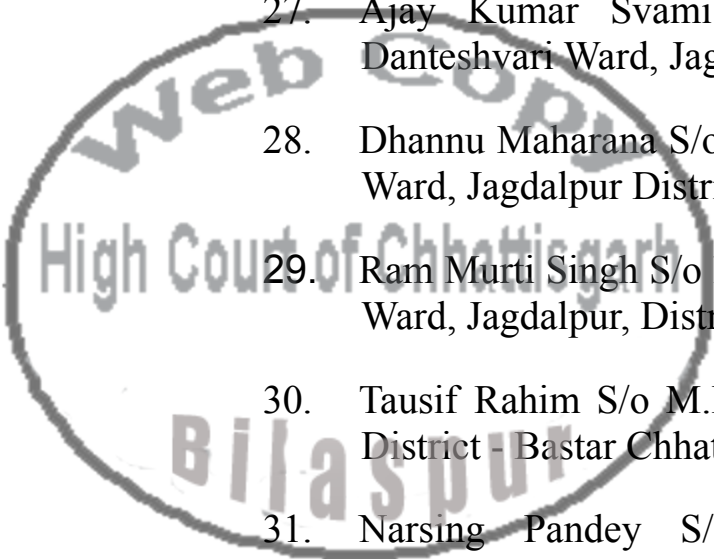 Web Copy
27. Ajay Kumar Svami
Danteshvari Ward, Jag
28. Dhannu Maharana S/o
Ward, Jagdalpur Distri
High Court of Chhattisgarh
29. Ram Murti Singh S/o
Ward, Jagdalpur, Distr
30. Tausif Rahim S/o M.
District - Bastar Chhat
Bilaspur
31. Narsing Pandey S/